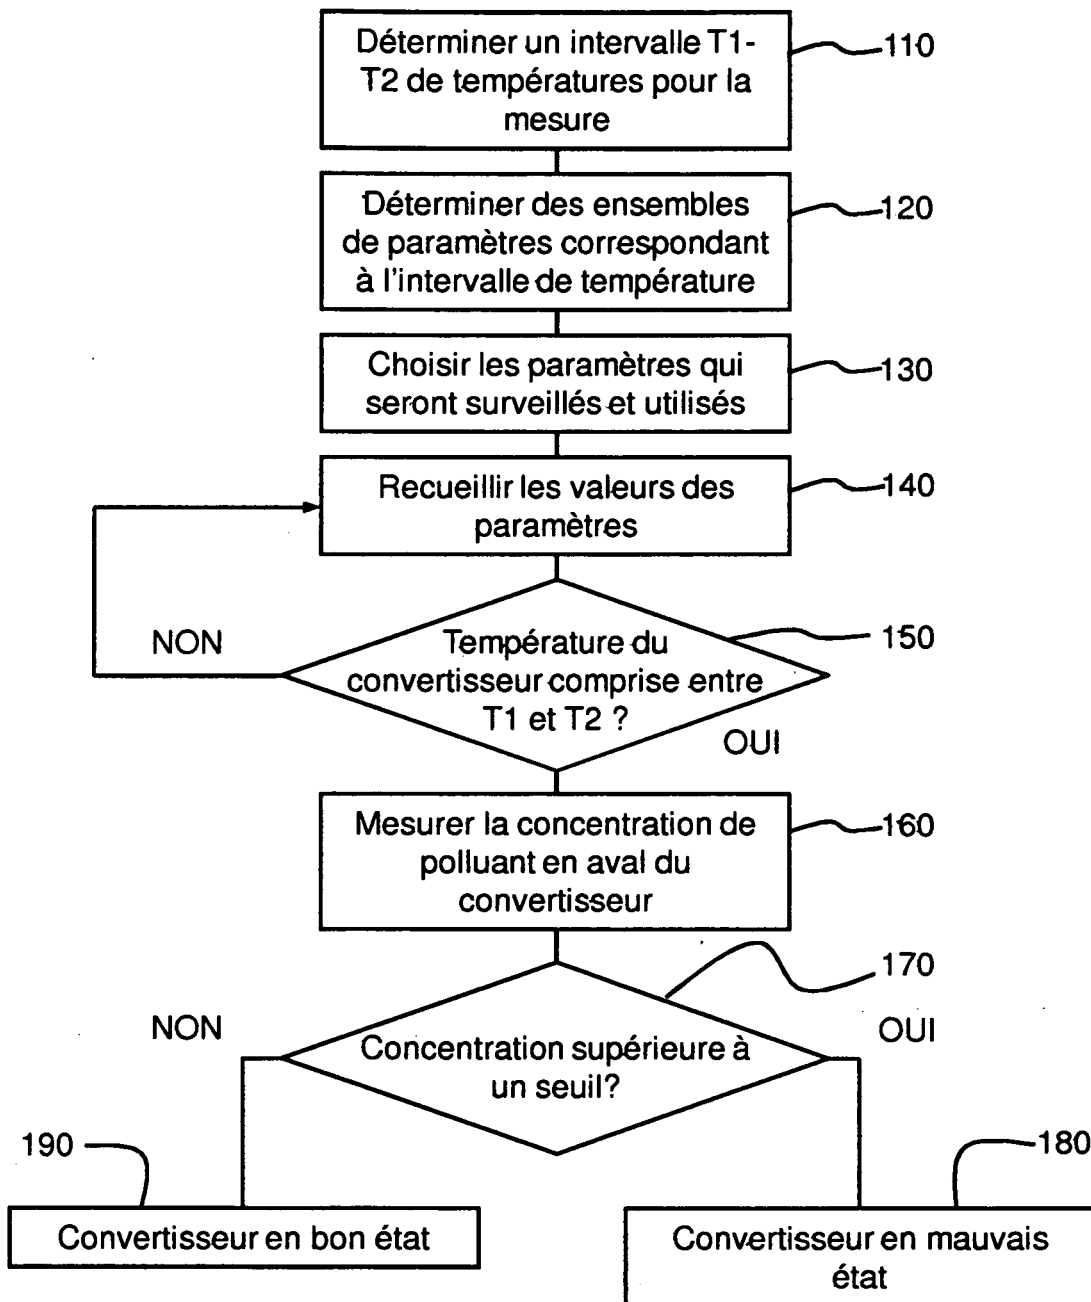 Déterminer un intervalle T1-
T2 de températures pour la
mesure
110
Déterminer des ensembles
de paramètres correspondant
à l'intervalle de température
120
Choisir les paramètres qui
seront surveillés et utilisés
130
Recueillir les valeurs des
paramètres
140
NON
Température du
convertisseur comprise entre
T1 et T2 ?
150
OUI
Mesurer la concentration de
polluant en aval du
convertisseur
160
170
NON
OUI
Concentration supérieure à
un seuil?
190
180
Convertisseur en bon état
Convertisseur en mauvais
état